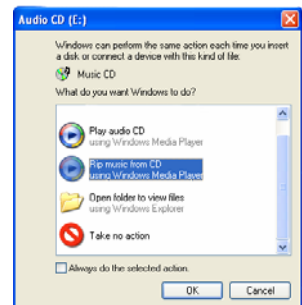 Audio CD (E:)
Windows can perform the same action each time you insert
a disk or connect a device with this kind of file:
Music CD
What do you want Windows to do?
Play audio CD
using Windows Media Player
Rip music from CD
using Windows Media Player
Open folder to view files
using Windows Explorer
Take no action
Always do the selected action.
OK
Cancel